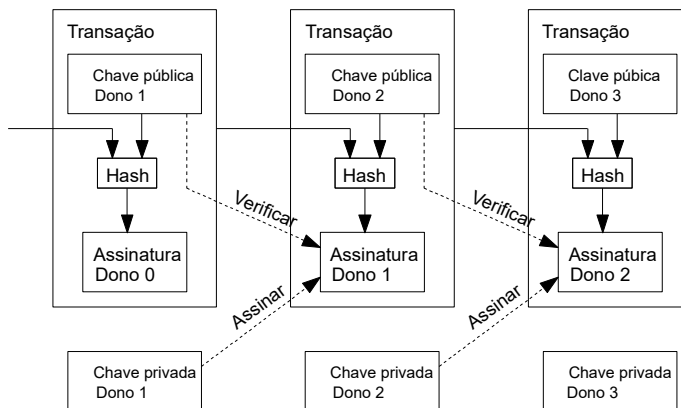 Transação
Transação
Transação
Chave pública
Dono 1
Chave pública
Dono 2
Clave púbica
Dono 3
Hash
Hash
Hash
Verificar
Verificar
Assinatura
Dono 0
Assinatura
Dono 1
Assinatura
Dono 2
Assinar
Assinar
Chave privada
Dono 1
Chave privada
Dono 2
Chave privada
Dono 3